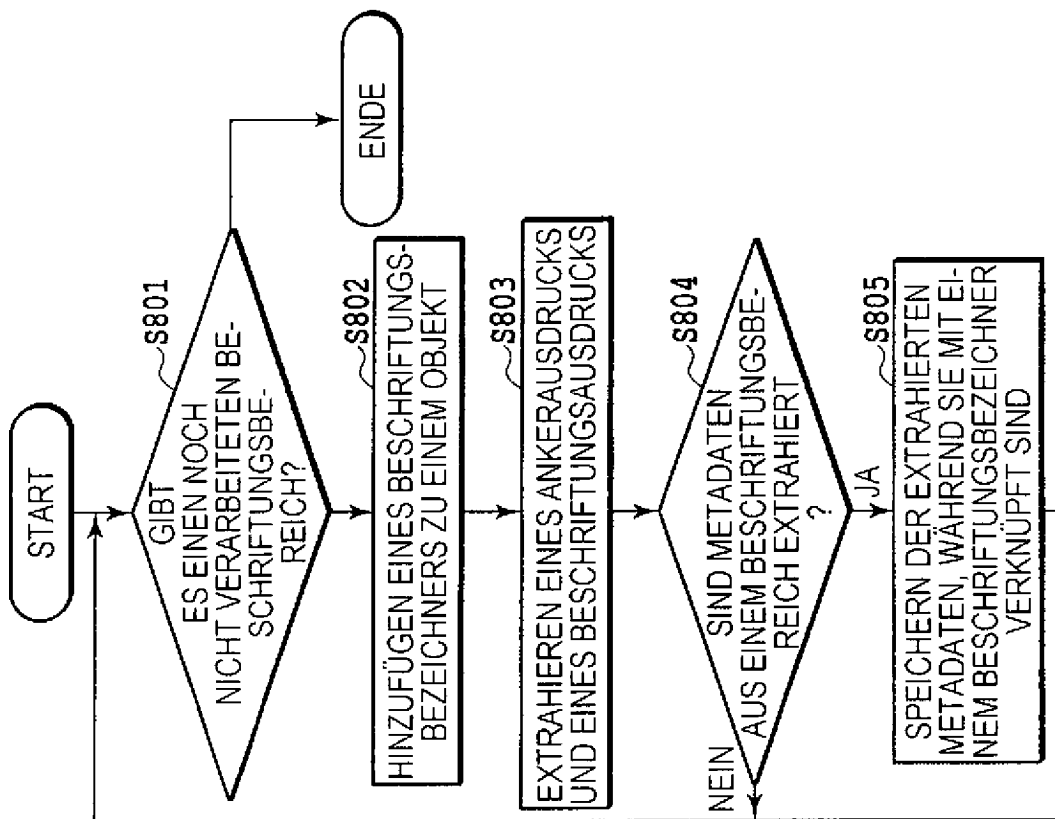 START
GIBT
ES EINEN NOCH
NICHT VERARBEITETEN BE-
SCHRIFTUNGSBE-
REICH?
S801
ENDE
HINZUFÜGEN EINES BESCHRIFTUNGS-
BEZEICHNERS ZU EINEM OBJEKT
S802
EXTRAHIEREN EINES ANKERAUSDRUCKS
UND EINES BESCHRIFTUNGSAUSDRUCKS
S803
SIND METADATEN
AUS EINEM BESCHRIFTUNGSBE-
REICH EXTRAHIERT
?
S804
NEIN
JA
SPEICHERN DER EXTRAHIERTEN
METADATEN, WÄHREND SIE MIT EI-
NEM BESCHRIFTUNGSBEZEICHNER
VERKNÜPFT SIND
S805